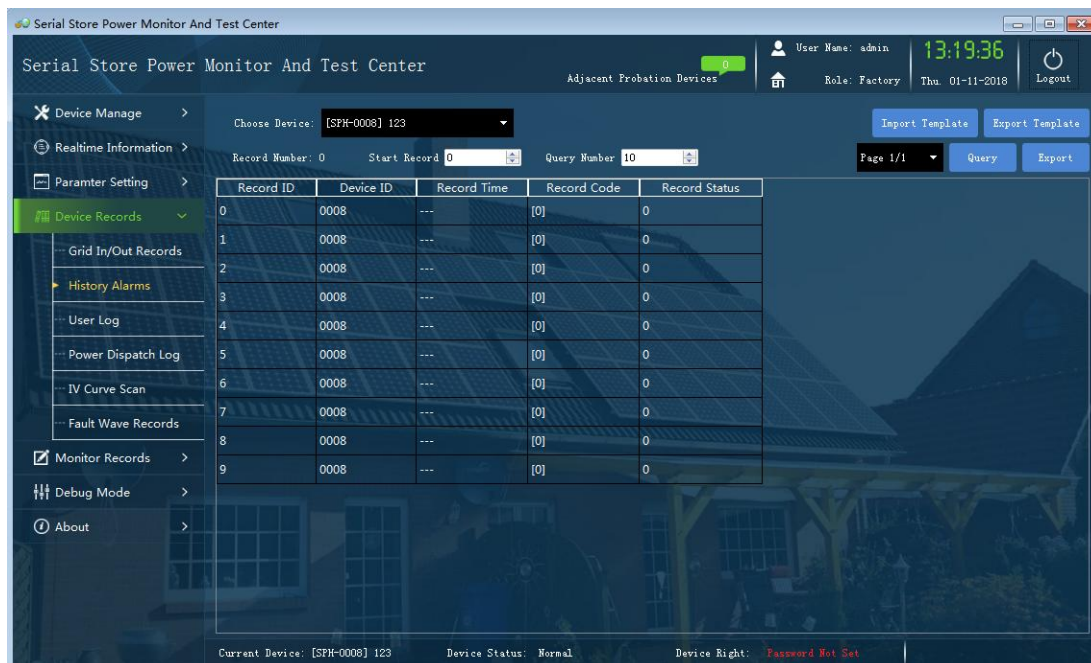 Serial Store Power Monitor And Test Center
Serial Store Power Monitor And Test Center
Adjacent Probation Devices 0
User Name: admin
Role: Factory
13:19:36
Thu. 01-11-2018
Logout
Device Manage >
Realtime Information >
Paramter Setting >
Device Records
Grid In/Out Records
History Alarms
User Log
Power Dispatch Log
IV Curve Scan
Fault Wave Records
Monitor Records >
Debug Mode >
About >
Choose Device: [SPH-0008] 123
Import Template Export Template
Record Number: 0 Start Record 0 Query Number 10 Page 1/1 Query Export
Record ID Device ID Record Time Record Code Record Status
0 0008 --- [0] 0
1 0008 --- [0] 0
2 0008 --- [0] 0
3 0008 --- [0] 0
4 0008 --- [0] 0
5 0008 --- [0] 0
6 0008 --- [0] 0
7 0008 --- [0] 0
8 0008 --- [0] 0
9 0008 --- [0] 0
Current Device: [SPH-0008] 123 Device Status: Normal Device Right: Password Not Set